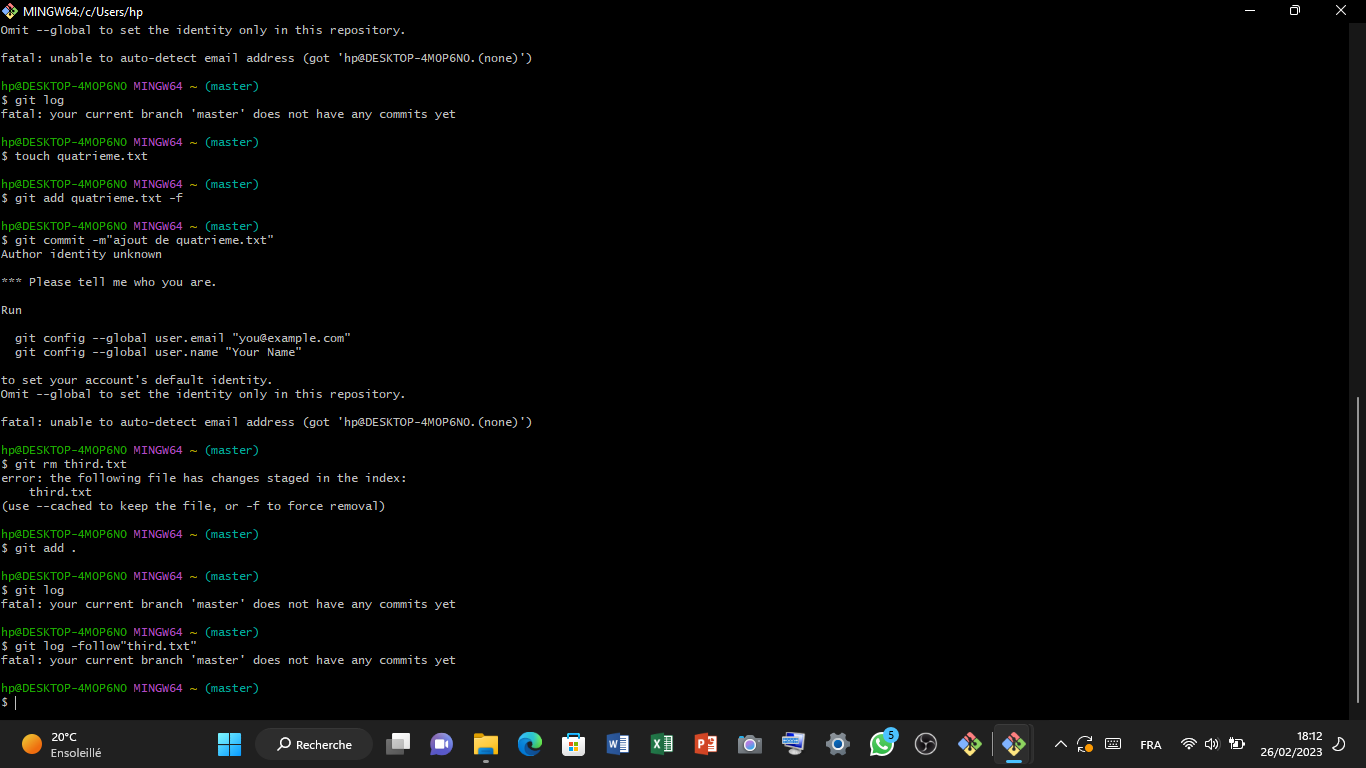 MINGW64:/c/Users/hp
Omit --global to set the identity only in this repository.
fatal: unable to auto-detect email address (got 'hp@DESKTOP-4MOP6NO.(none)')
hp@DESKTOP-4MOP6NO MINGW64 ~ (master)
$ git log
fatal: your current branch 'master' does not have any commits yet
hp@DESKTOP-4MOP6NO MINGW64 ~ (master)
$ touch quatrieme.txt
hp@DESKTOP-4MOP6NO MINGW64 ~ (master)
$ git add quatrieme.txt -f
hp@DESKTOP-4MOP6NO MINGW64 ~ (master)
$ git commit -m"ajout de quatrieme.txt"
Author identity unknown
*** Please tell me who you are.
Run
git config --global user.email "you@example.com"
git config --global user.name "Your Name"
to set your account's default identity.
Omit --global to set the identity only in this repository.
fatal: unable to auto-detect email address (got 'hp@DESKTOP-4MOP6NO.(none)')
hp@DESKTOP-4MOP6NO MINGW64 ~ (master)
$ git rm third.txt
error: the following file has changes staged in the index:
third.txt
(use --cached to keep the file, or -f to force removal)
hp@DESKTOP-4MOP6NO MINGW64 ~ (master)
$ git add .
hp@DESKTOP-4MOP6NO MINGW64 ~ (master)
$ git log
fatal: your current branch 'master' does not have any commits yet
hp@DESKTOP-4MOP6NO MINGW64 ~ (master)
$ git log -follow"third.txt"
fatal: your current branch 'master' does not have any commits yet
hp@DESKTOP-4MOP6NO MINGW64 ~ (master)
$
20°C
Ensoleillé
Recherche
5
FRA
18:12
26/02/2023